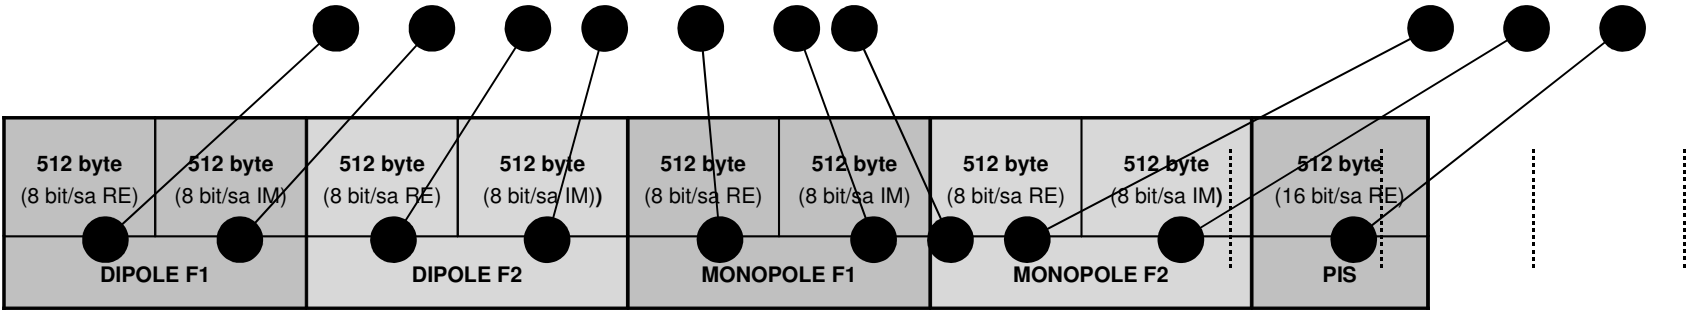 512 byte 512 byte 512 byte 512 byte 512 byte 512 byte 512 byte 512 byte 512 byte
(8 bit/sa RE) (8 bit/sa IM) (8 bit/sa RE) (8 bit/sa IM)) (8 bit/sa RE) (8 bit/sa IM) (8 bit/sa RE) (8 bit/sa IM) (16 bit/sa RE)
DIPOLE F1 DIPOLE F2 MONOPOLE F1 MONOPOLE F2 PIS